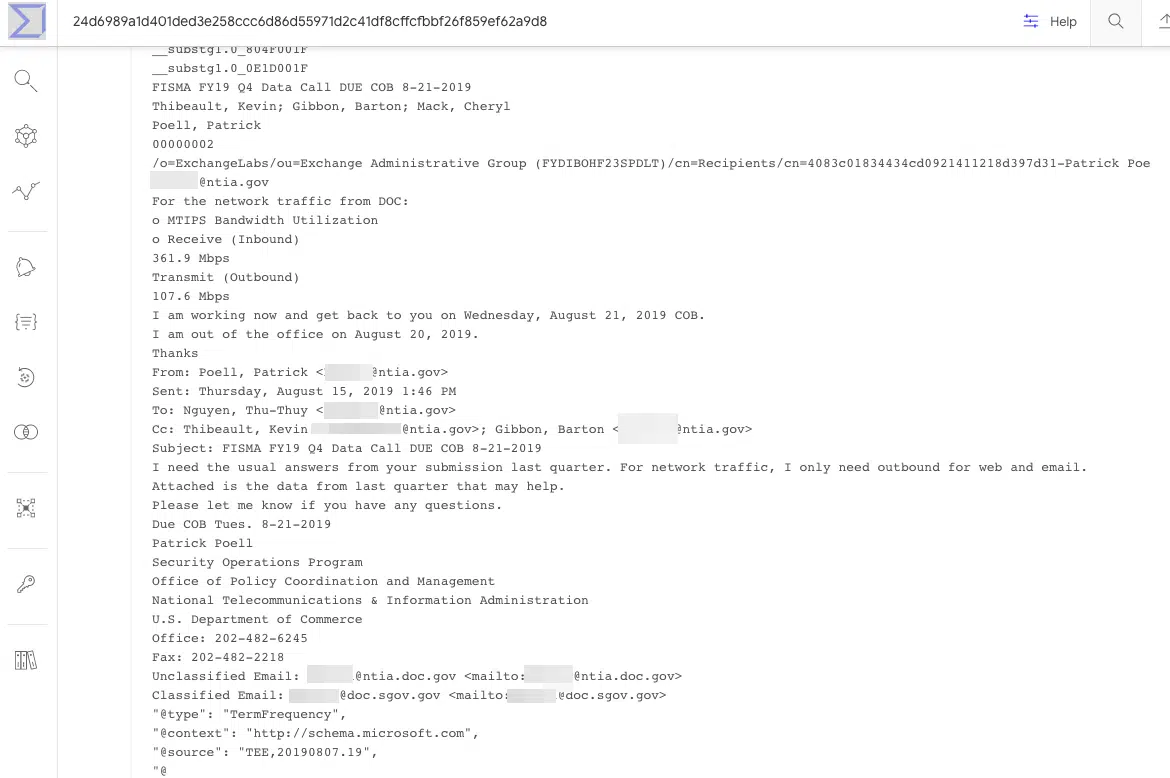 24d6989a1d401ded3e258ccc6d86d55971d2c41df8cffcfbbf26f859ef62a9d8
Help
__substg1.0_804F001F
__substg1.0_0E1D001F
FISMA FY19 Q4 Data Call DUE COB 8-21-2019
Thibeault, Kevin; Gibbon, Barton; Mack, Cheryl
Poell, Patrick
00000002
/o=ExchangeLabs/ou=Exchange Administrative Group (FYDIBOHF23SPDLT)/cn=Recipients/cn=4083c01834434cd0921411218d397d31-Patrick Poe
@ntia.gov
For the network traffic from DOC:
o MTIPS Bandwidth Utilization
o Receive (Inbound)
361.9 Mbps
Transmit (Outbound)
107.6 Mbps
I am working now and get back to you on Wednesday, August 21, 2019 COB.
I am out of the office on August 20, 2019.
Thanks
From: Poell, Patrick < @ntia.gov>
Sent: Thursday, August 15, 2019 1:46 PM
To: Nguyen, Thu-Thuy < @ntia.gov>
Cc: Thibeault, Kevin @ntia.gov>; Gibbon, Barton < @ntia.gov>
Subject: FISMA FY19 Q4 Data Call DUE COB 8-21-2019
I need the usual answers from your submission last quarter. For network traffic, I only need outbound for web and email.
Attached is the data from last quarter that may help.
Please let me know if you have any questions.
Due COB Tues. 8-21-2019
Patrick Poell
Security Operations Program
Office of Policy Coordination and Management
National Telecommunications & Information Administration
U.S. Department of Commerce
Office: 202-482-6245
Fax: 202-482-2218
Unclassified Email: @ntia.doc.gov <mailto: @ntia.doc.gov>
Classified Email: @doc.sgov.gov <mailto: @doc.sgov.gov>
"@type": "TermFrequency",
"@context": "http://schema.microsoft.com",
"@source": "TEE,20190807.19",
"@